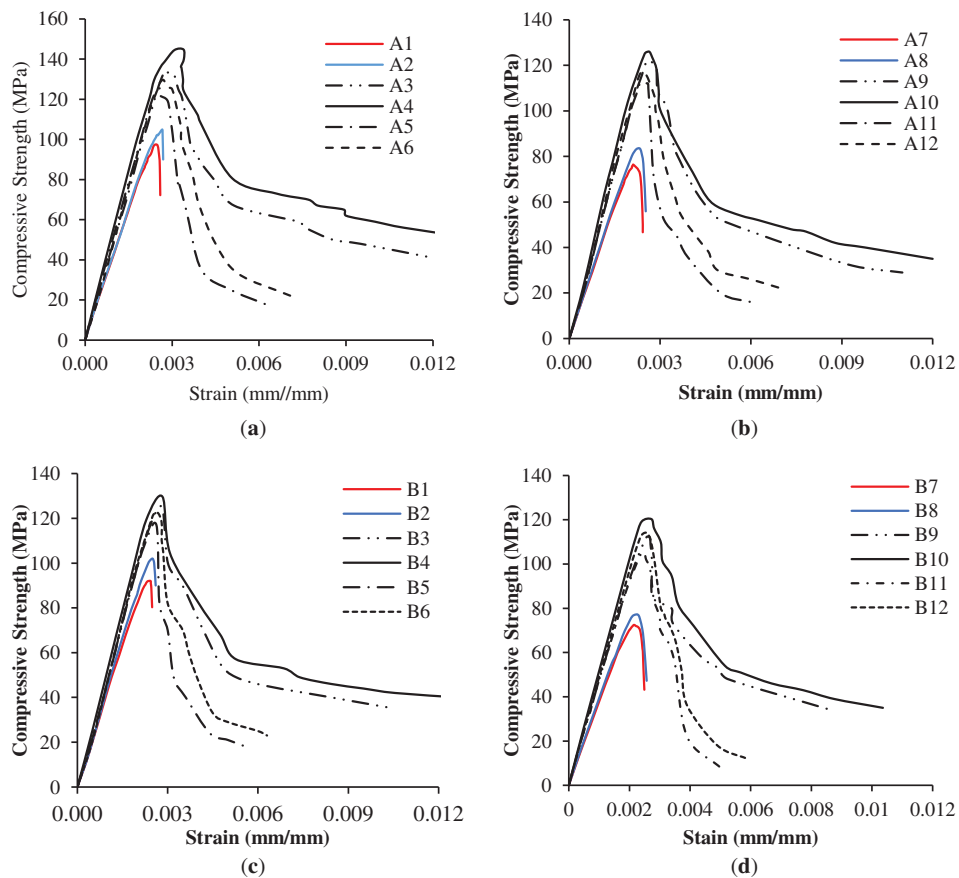 160
140
120
100
80
60
40
20
0
Compressive Strength (MPa)
A1
A2
A3
A4
A5
A6
0.000 0.003 0.006 0.009 0.012
Strain (mm//mm)
(a)
140
120
100
80
60
40
20
0
Compressive Strength (MPa)
A7
A8
A9
A10
A11
A12
0.000 0.003 0.006 0.009 0.012
Strain (mm/mm)
(b)
140
120
100
80
60
40
20
0
Compressive Strength (MPa)
B1
B2
B3
B4
B5
B6
0.000 0.003 0.006 0.009 0.012
Strain (mm/mm)
(c)
140
120
100
80
60
40
20
0
Compressive Strength (MPa)
B7
B8
B9
B10
B11
B12
0 0.002 0.004 0.006 0.008 0.01 0.012
Stain (mm/mm)
(d)